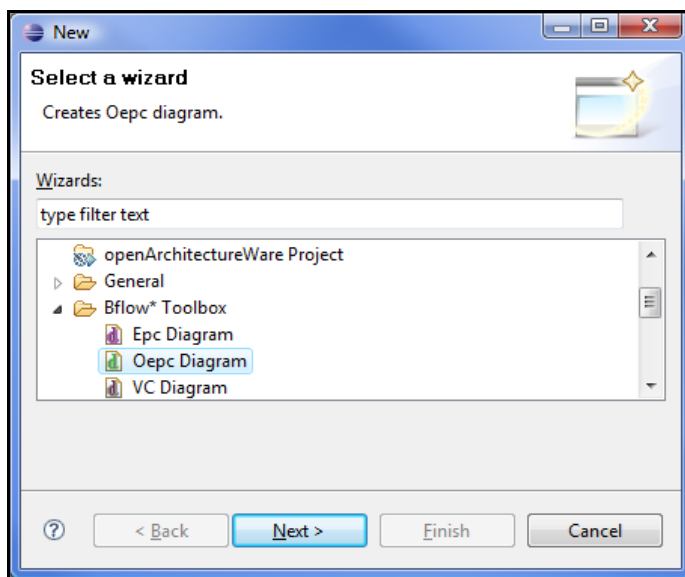 New
Select a wizard
Creates Oepc diagram.
Wizards:
type filter text
openArchitectureWare Project
General
Bflow* Toolbox
Epc Diagram
Oepc Diagram
VC Diagram
? < Back Next > Finish Cancel